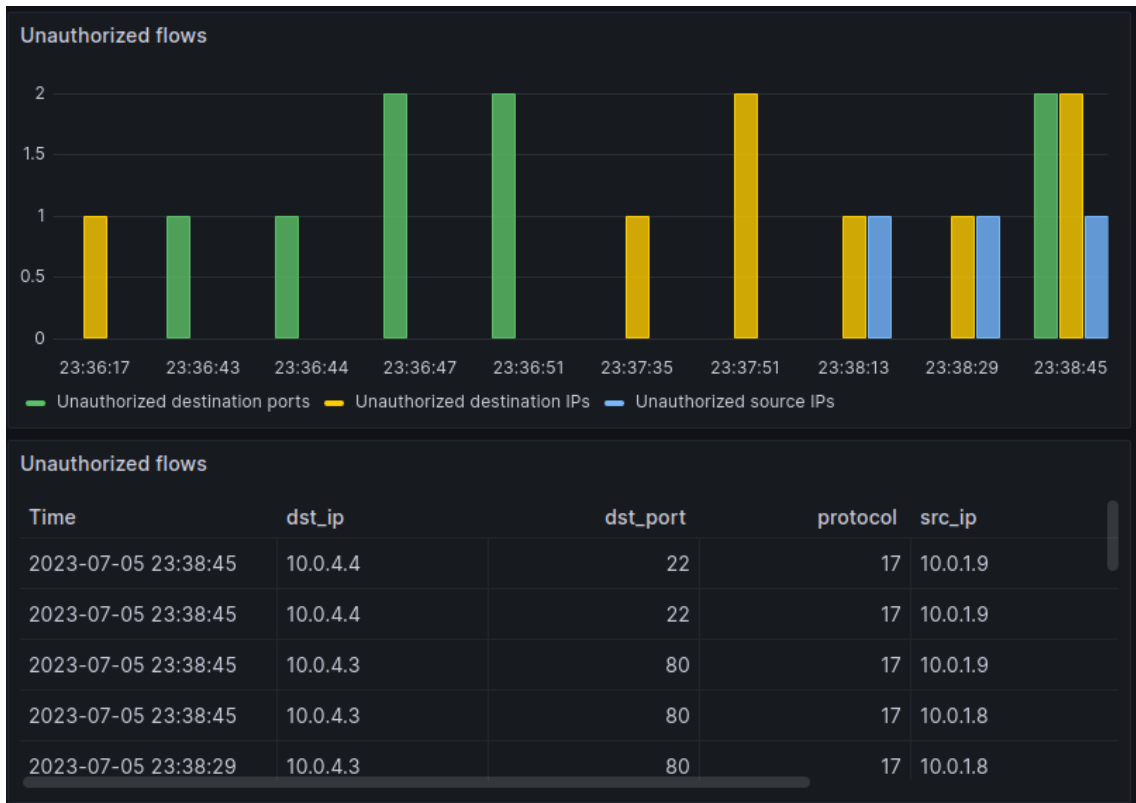 Unauthorized flows
2
1.5
1
0.5
0
23:36:17 23:36:43 23:36:44 23:36:47 23:36:51 23:37:35 23:37:51 23:38:13 23:38:29 23:38:45
Unauthorized destination ports Unauthorized destination IPs Unauthorized source IPs
Unauthorized flows
Time dst_ip dst_port protocol src_ip
2023-07-05 23:38:45 10.0.4.4 22 17 10.0.1.9
2023-07-05 23:38:45 10.0.4.4 22 17 10.0.1.9
2023-07-05 23:38:45 10.0.4.3 80 17 10.0.1.9
2023-07-05 23:38:45 10.0.4.3 80 17 10.0.1.8
2023-07-05 23:38:29 10.0.4.3 80 17 10.0.1.8